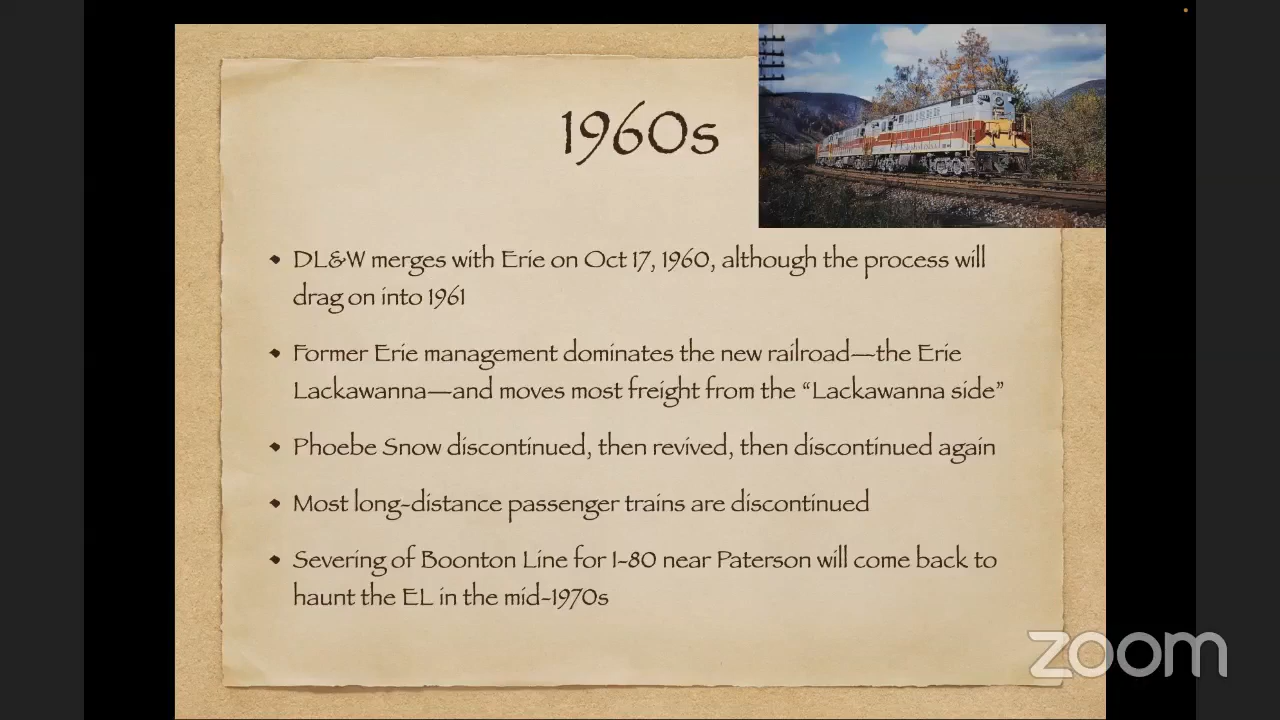 1960s
• DL&W merges with Erie on Oct 17, 1960, although the process will
drag on into 1961
• Former Erie management dominates the new railroad—the Erie
Lackawanna—and moves most freight from the “Lackawanna side”
• Phoebe Snow discontinued, then revived, then discontinued again
• Most long-distance passenger trains are discontinued
• Severing of Boonton Line for I-80 near Paterson will come back to
haunt the EL in the mid-1970s
zoom